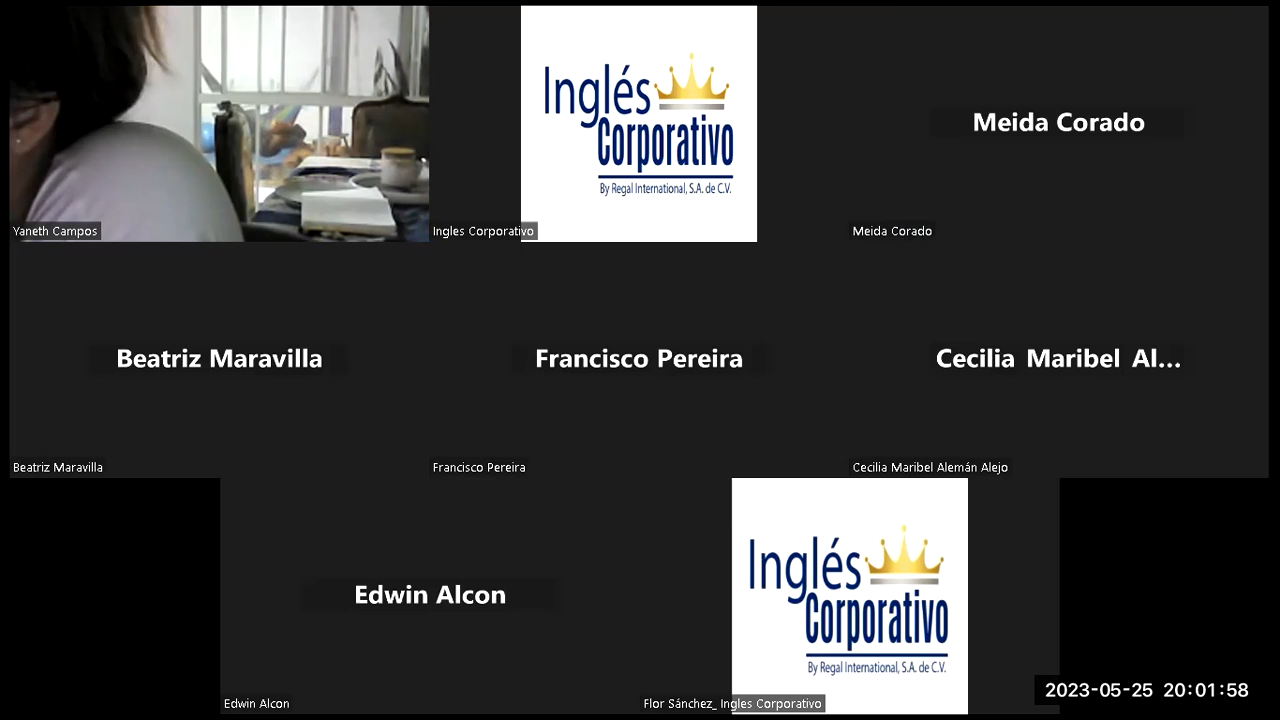 Inglés
Corporativo
By Regal International, S.A. de C.V.
Meida Corado
Yaneth Campos
Ingles Corporativo
Meida Corado
Beatriz Maravilla
Francisco Pereira
Cecilia Maribel Al...
Beatriz Maravilla
Francisco Pereira
Cecilia Maribel Alemán Alejo
Edwin Alcon
Inglés
Corporativo
By Regal International, S.A. de C.V.
Edwin Alcon
Flor Sánchez_ Ingles Corporativo
2023-05-25 20:01:58